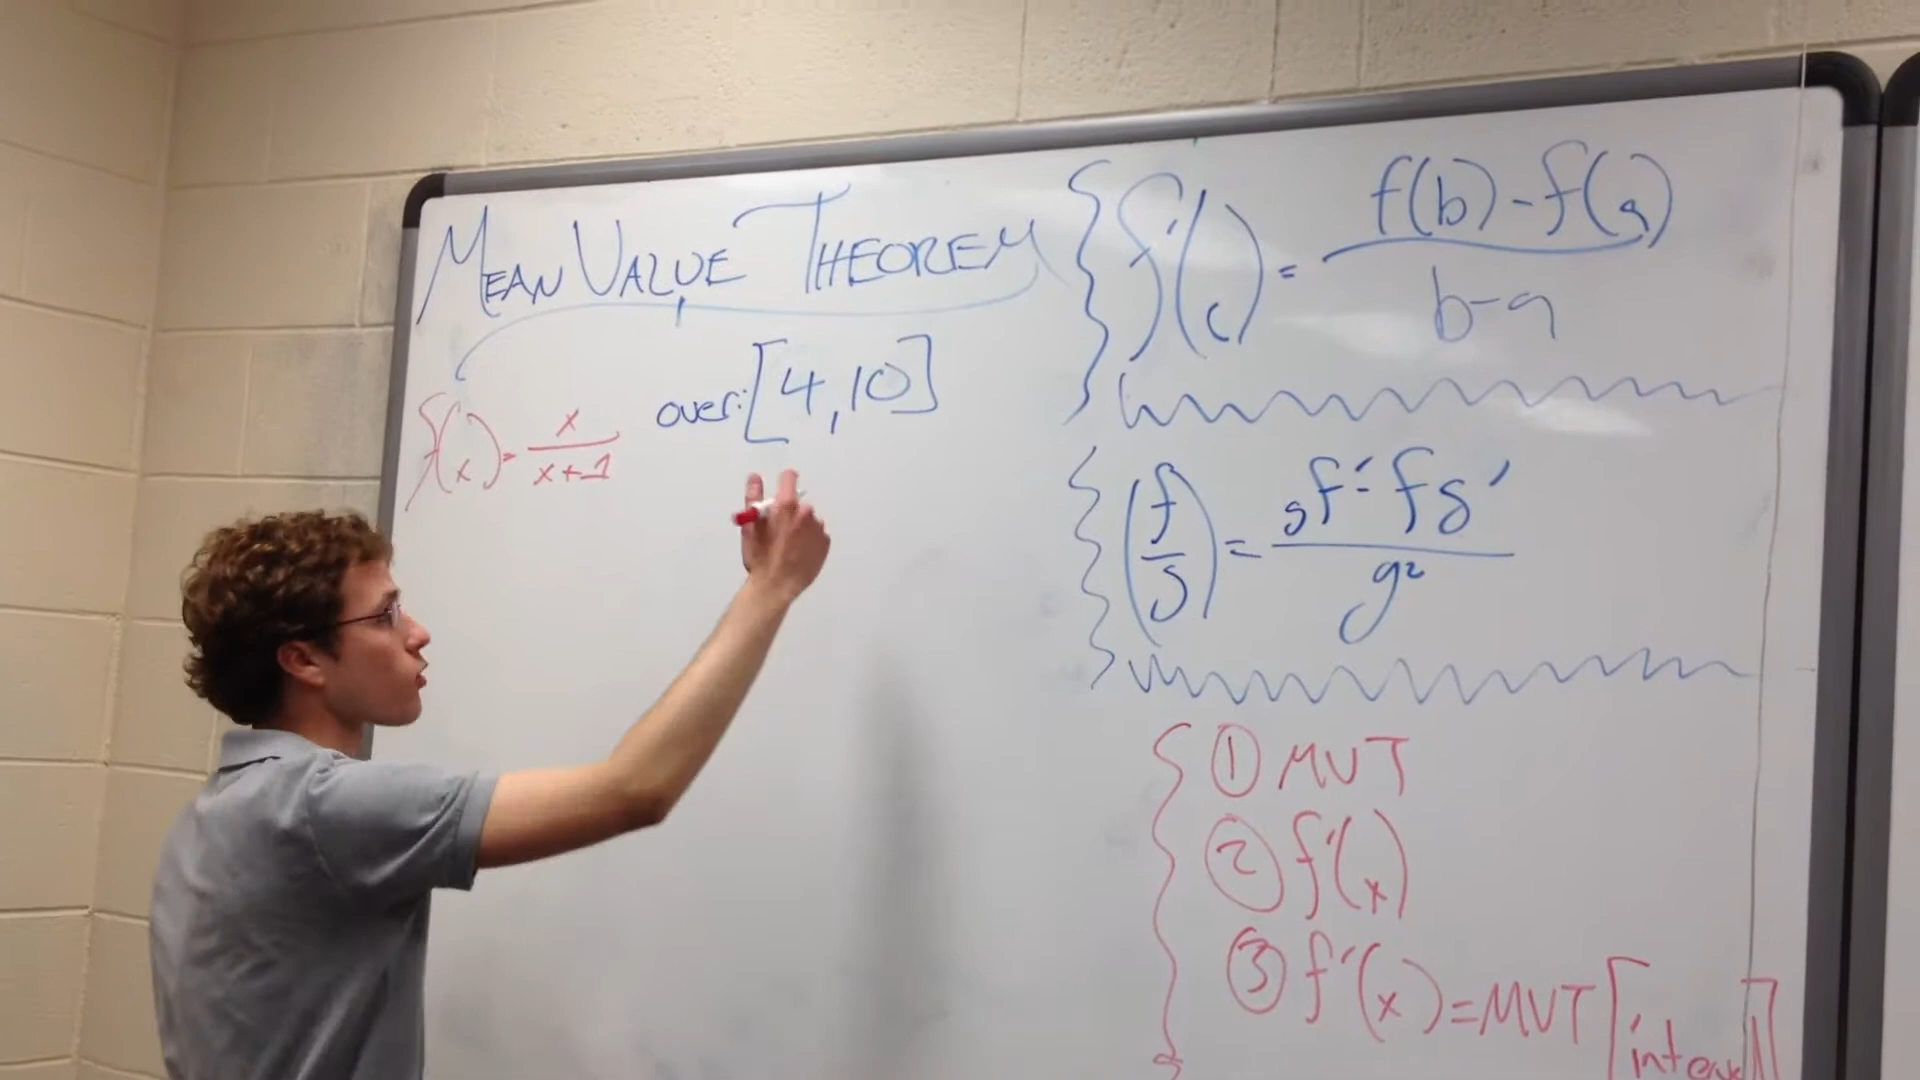 MEAN VALUE THEOREM
f(x) = x/(x+1) over: [4,10]
f'(c) = (f(b)-f(a))/(b-a)
(f/g) = (gf'-fg')/g²
① MVT
② f'(x)
③ f'(x)=MVT [interval]